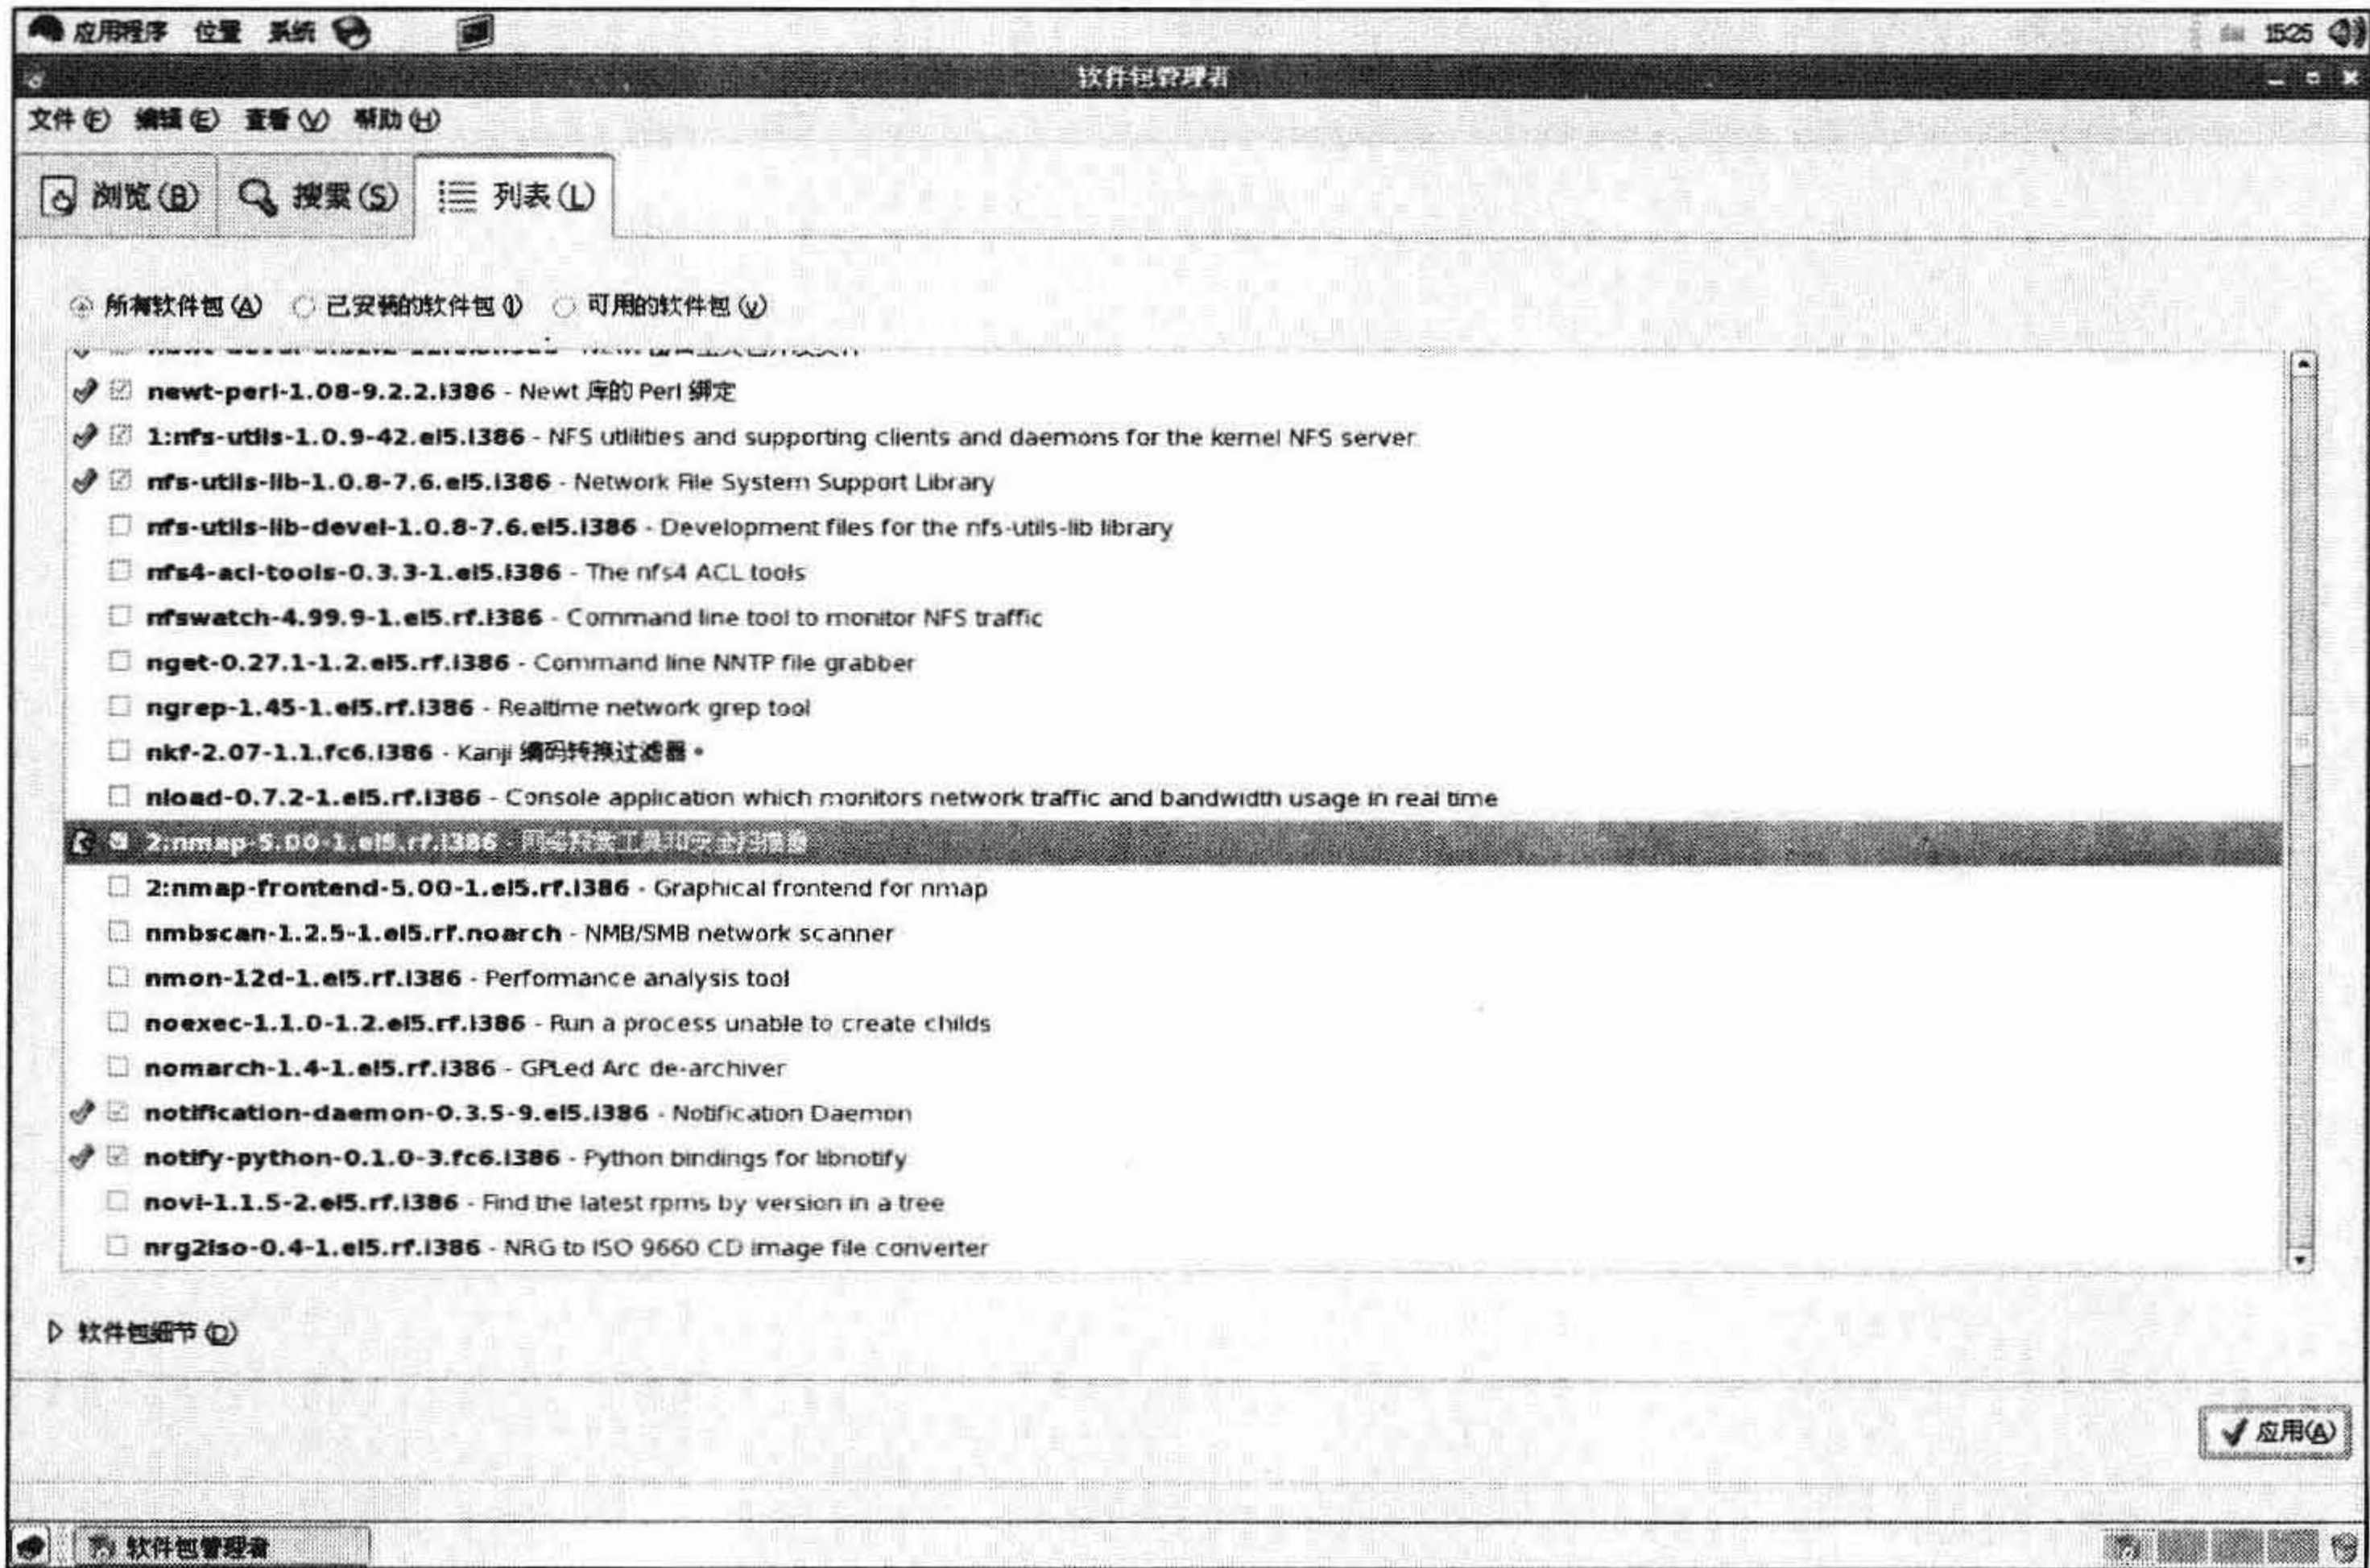 应用程序 位置 系统 15:25
软件包管理者
文件(F) 编辑(E) 查看(V) 帮助(H)
浏览(B) 搜索(S) 列表(L)
所有软件包(A) 已安装的软件包(I) 可用的软件包(v)
newt-perl-1.08-9.2.2.i386 - Newt 库的 Perl 绑定
1:nfs-utils-1.0.9-42.el5.i386 - NFS utilities and supporting clients and daemons for the kernel NFS server.
nfs-utils-lib-1.0.8-7.6.el5.i386 - Network File System Support Library
nfs-utils-lib-devel-1.0.8-7.6.el5.i386 - Development files for the nfs-utils-lib library
nfs4-acl-tools-0.3.3-1.el5.i386 - The nfs4 ACL tools
nfswatch-4.99.9-1.el5.rf.i386 - Command line tool to monitor NFS traffic
nget-0.27.1-1.2.el5.rf.i386 - Command line NNTP file grabber
ngrep-1.45-1.el5.rf.i386 - Realtime network grep tool
nkf-2.07-1.1.fc6.i386 - Kanji 编码转换过滤器。
nload-0.7.2-1.el5.rf.i386 - Console application which monitors network traffic and bandwidth usage in real time
2:nmap-5.00-1.el5.rf.i386 - 网络探索工具和安全扫描器
2:nmap-frontend-5.00-1.el5.rf.i386 - Graphical frontend for nmap
nmbscan-1.2.5-1.el5.rf.noarch - NMB/SMB network scanner
nmon-12d-1.el5.rf.i386 - Performance analysis tool
noexec-1.1.0-1.2.el5.rf.i386 - Run a process unable to create childs
nomarch-1.4-1.el5.rf.i386 - GPLed Arc de-archiver
notification-daemon-0.3.5-9.el5.i386 - Notification Daemon
notify-python-0.1.0-3.fc6.i386 - Python bindings for libnotify
novi-1.1.5-2.el5.rf.i386 - Find the latest rpms by version in a tree
nrg2iso-0.4-1.el5.rf.i386 - NRG to ISO 9660 CD image file converter
软件包细节(D)
应用(A)
软件包管理者